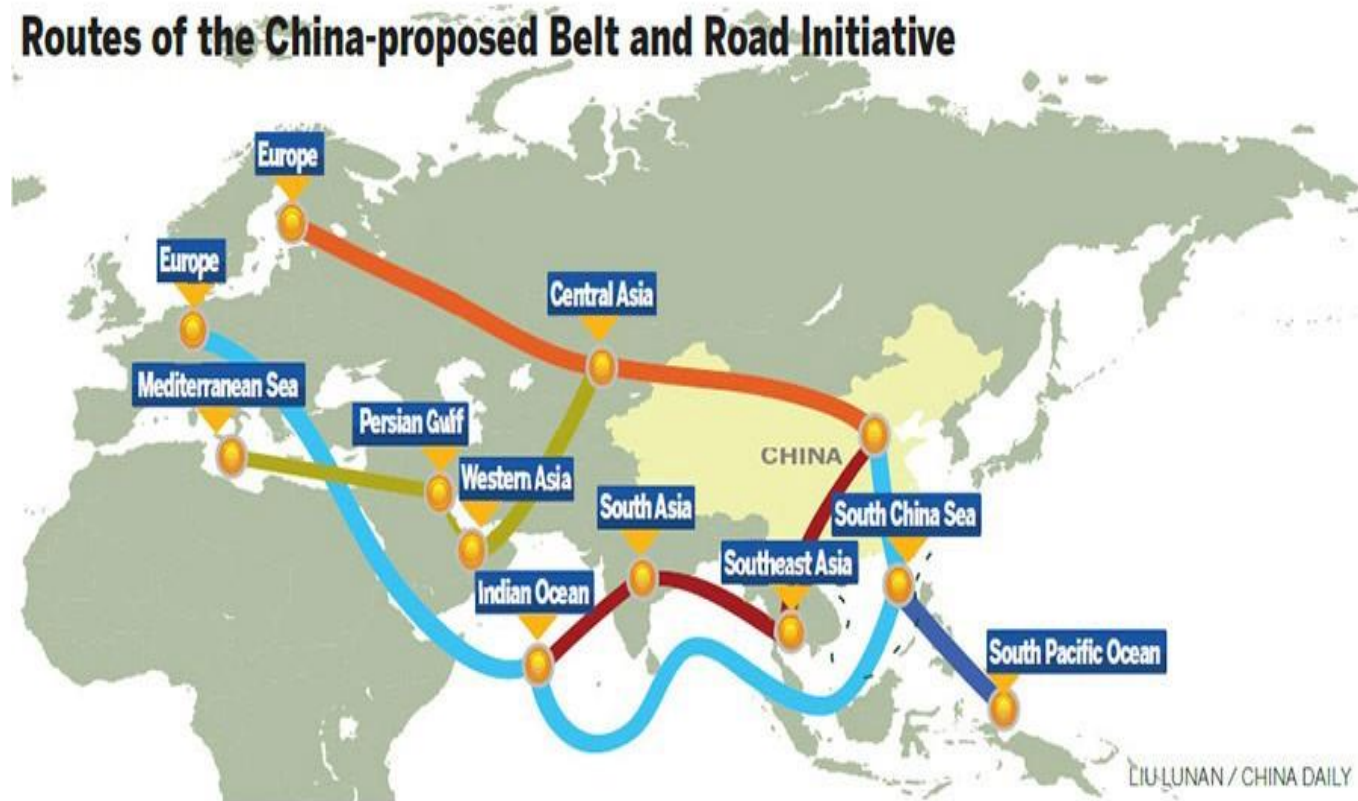 Routes of the China-proposed Belt and Road Initiative
Europe
Europe
Central Asia
Mediterranean Sea
Persian Gulf
Western Asia
CHINA
South Asia
South China Sea
Southeast Asia
Indian Ocean
South Pacific Ocean
LIU LUNAN / CHINA DAILY